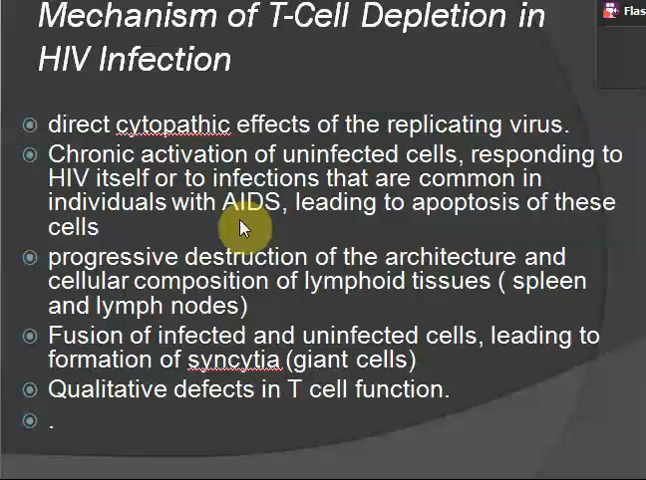 Mechanism of T-Cell Depletion in
HIV Infection
Flas
direct cytopathic effects of the replicating virus.
Chronic activation of uninfected cells, responding to
HIV itself or to infections that are common in
individuals with AIDS, leading to apoptosis of these
cells
progressive destruction of the architecture and
cellular composition of lymphoid tissues ( spleen
and lymph nodes)
Fusion of infected and uninfected cells, leading to
formation of syncytia (giant cells)
Qualitative defects in T cell function.
.